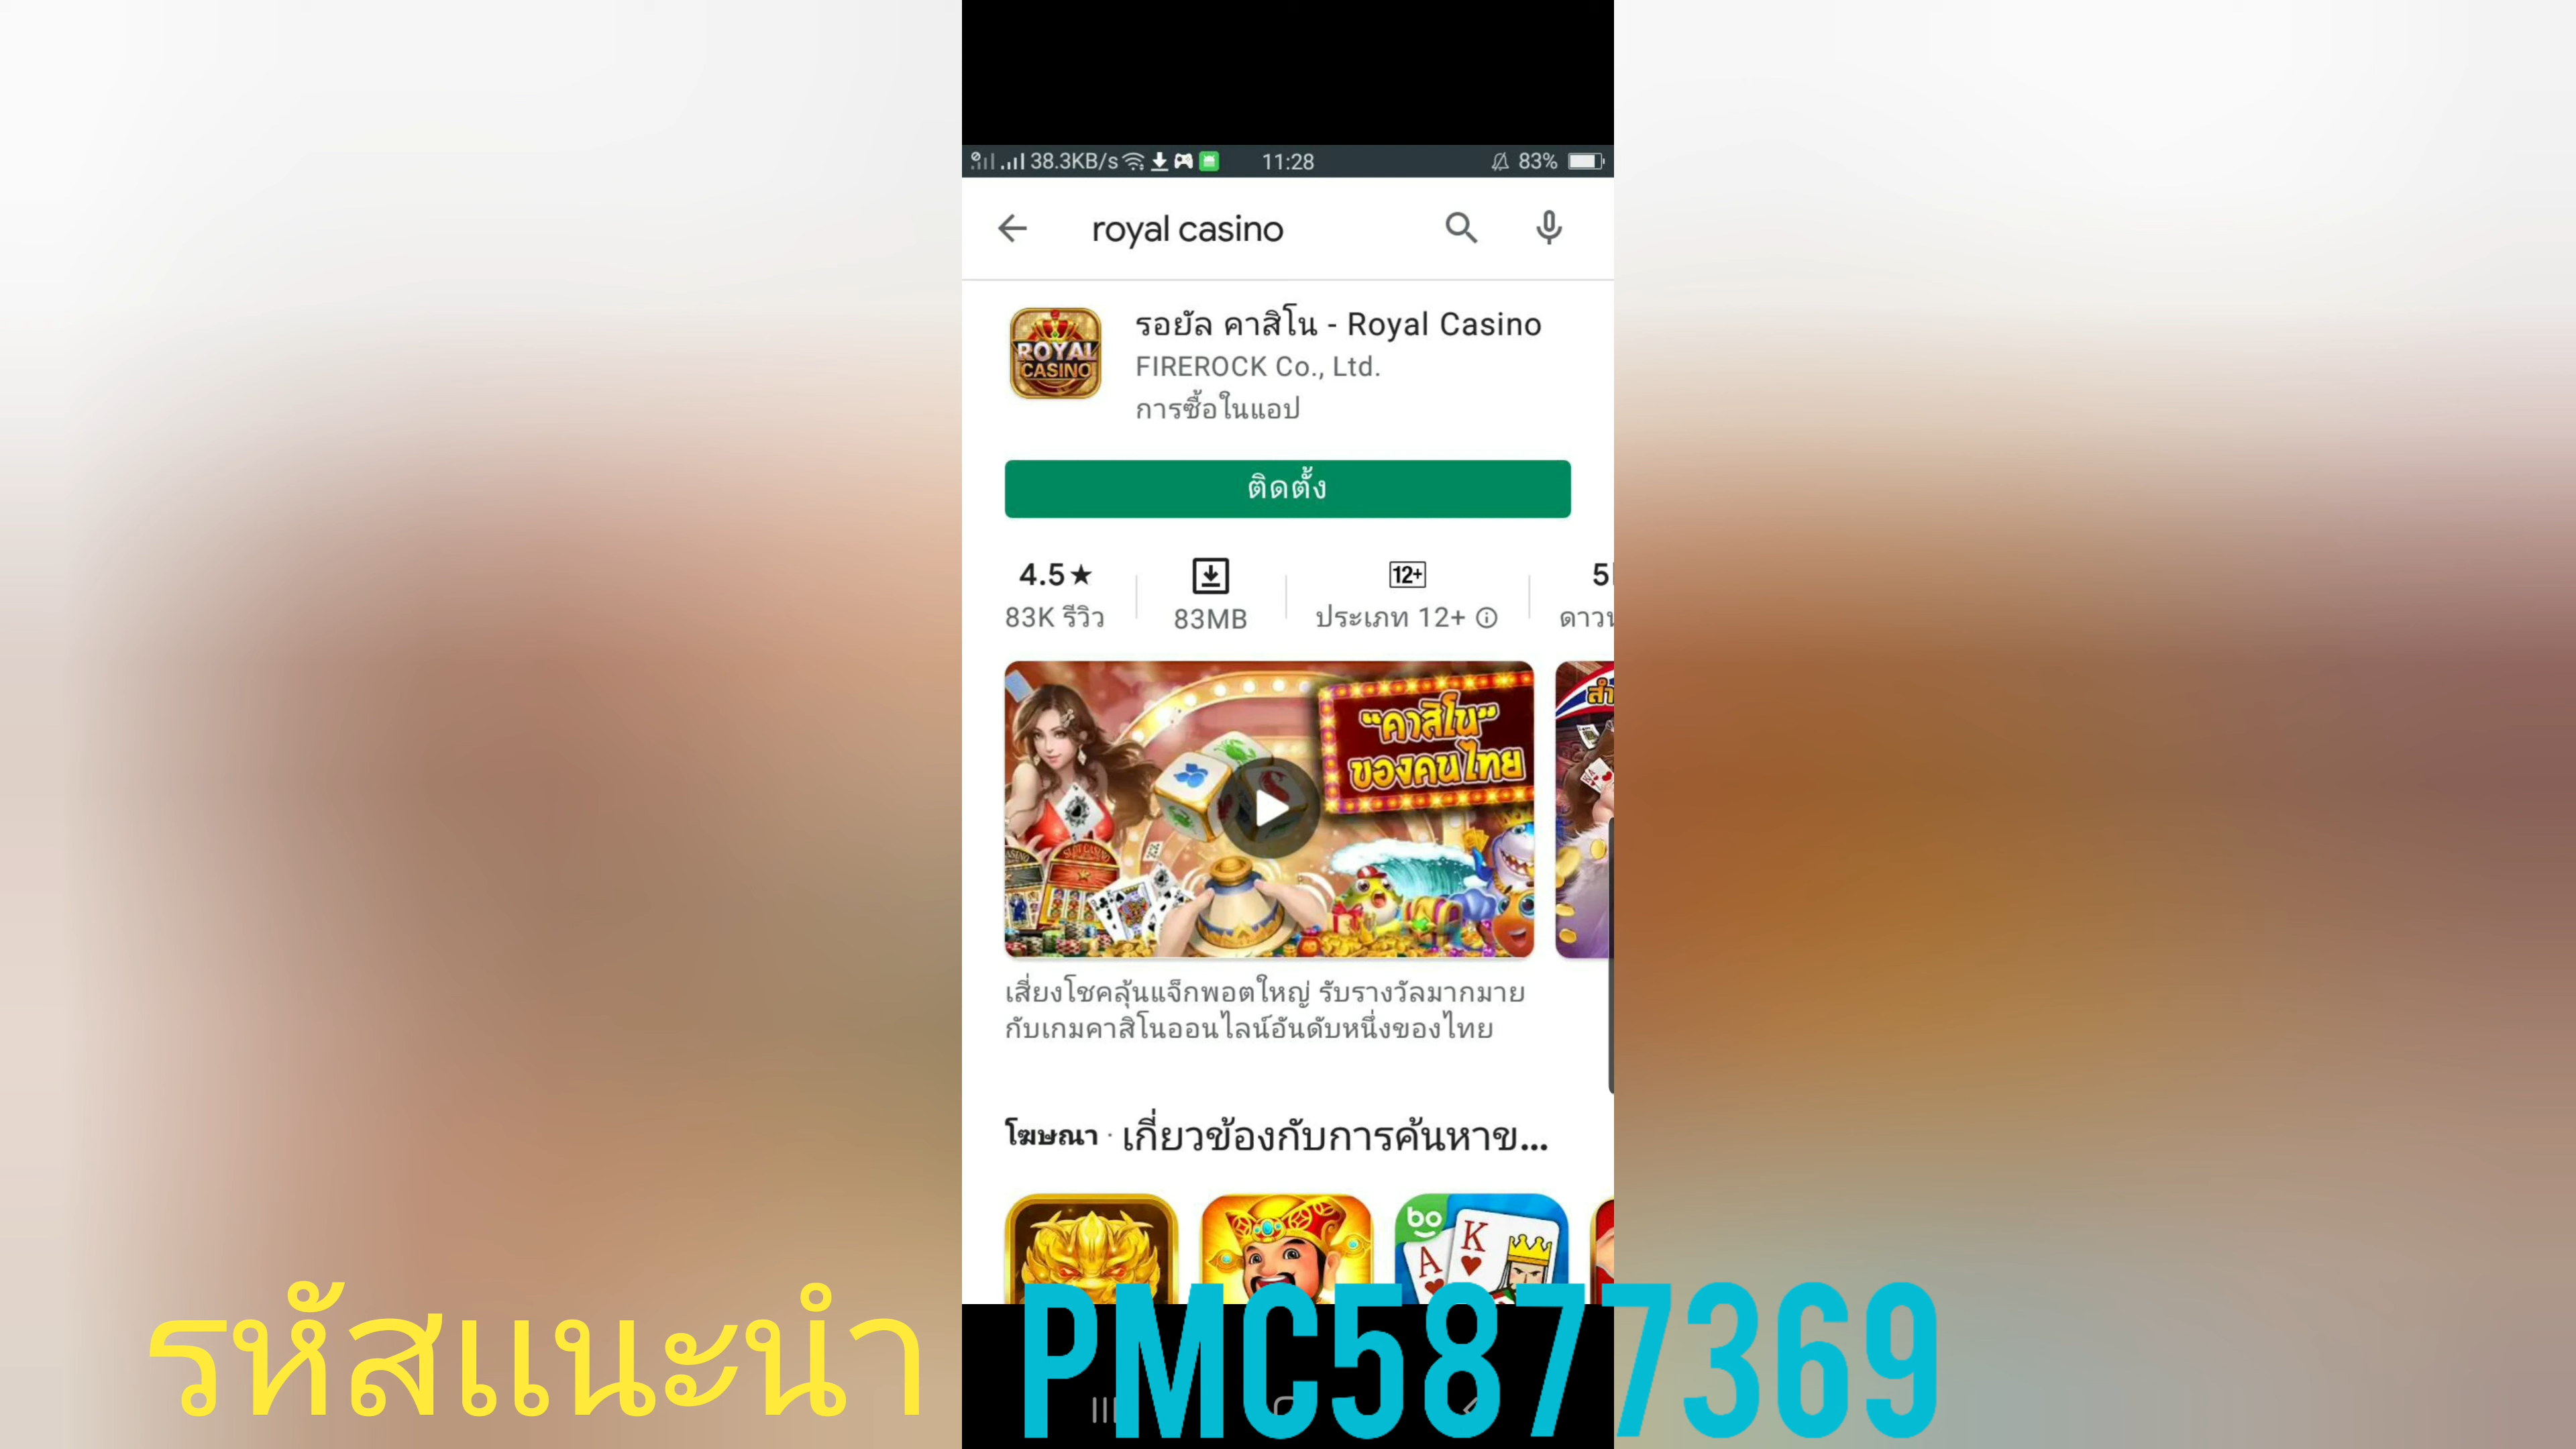 38.3KB/s 11:28 83%
royal casino
ROYAL CASINO
รอยัล คาสิโน - Royal Casino
FIREROCK Co., Ltd.
การซื้อในแอป
ติดตั้ง
4.5★ 12+
83K รีวิว 83MB ประเภท 12+
"คาสิโน"
ของคนไทย
เสี่ยงโชคลุ้นแจ็กพอตใหญ่ รับรางวัลมากมาย
กับเกมคาสิโนออนไลน์อันดับหนึ่งของไทย
โฆษณา · เกี่ยวข้องกับการค้นหาข...
bo
A K
รหัสแนะนำ PMC5877369